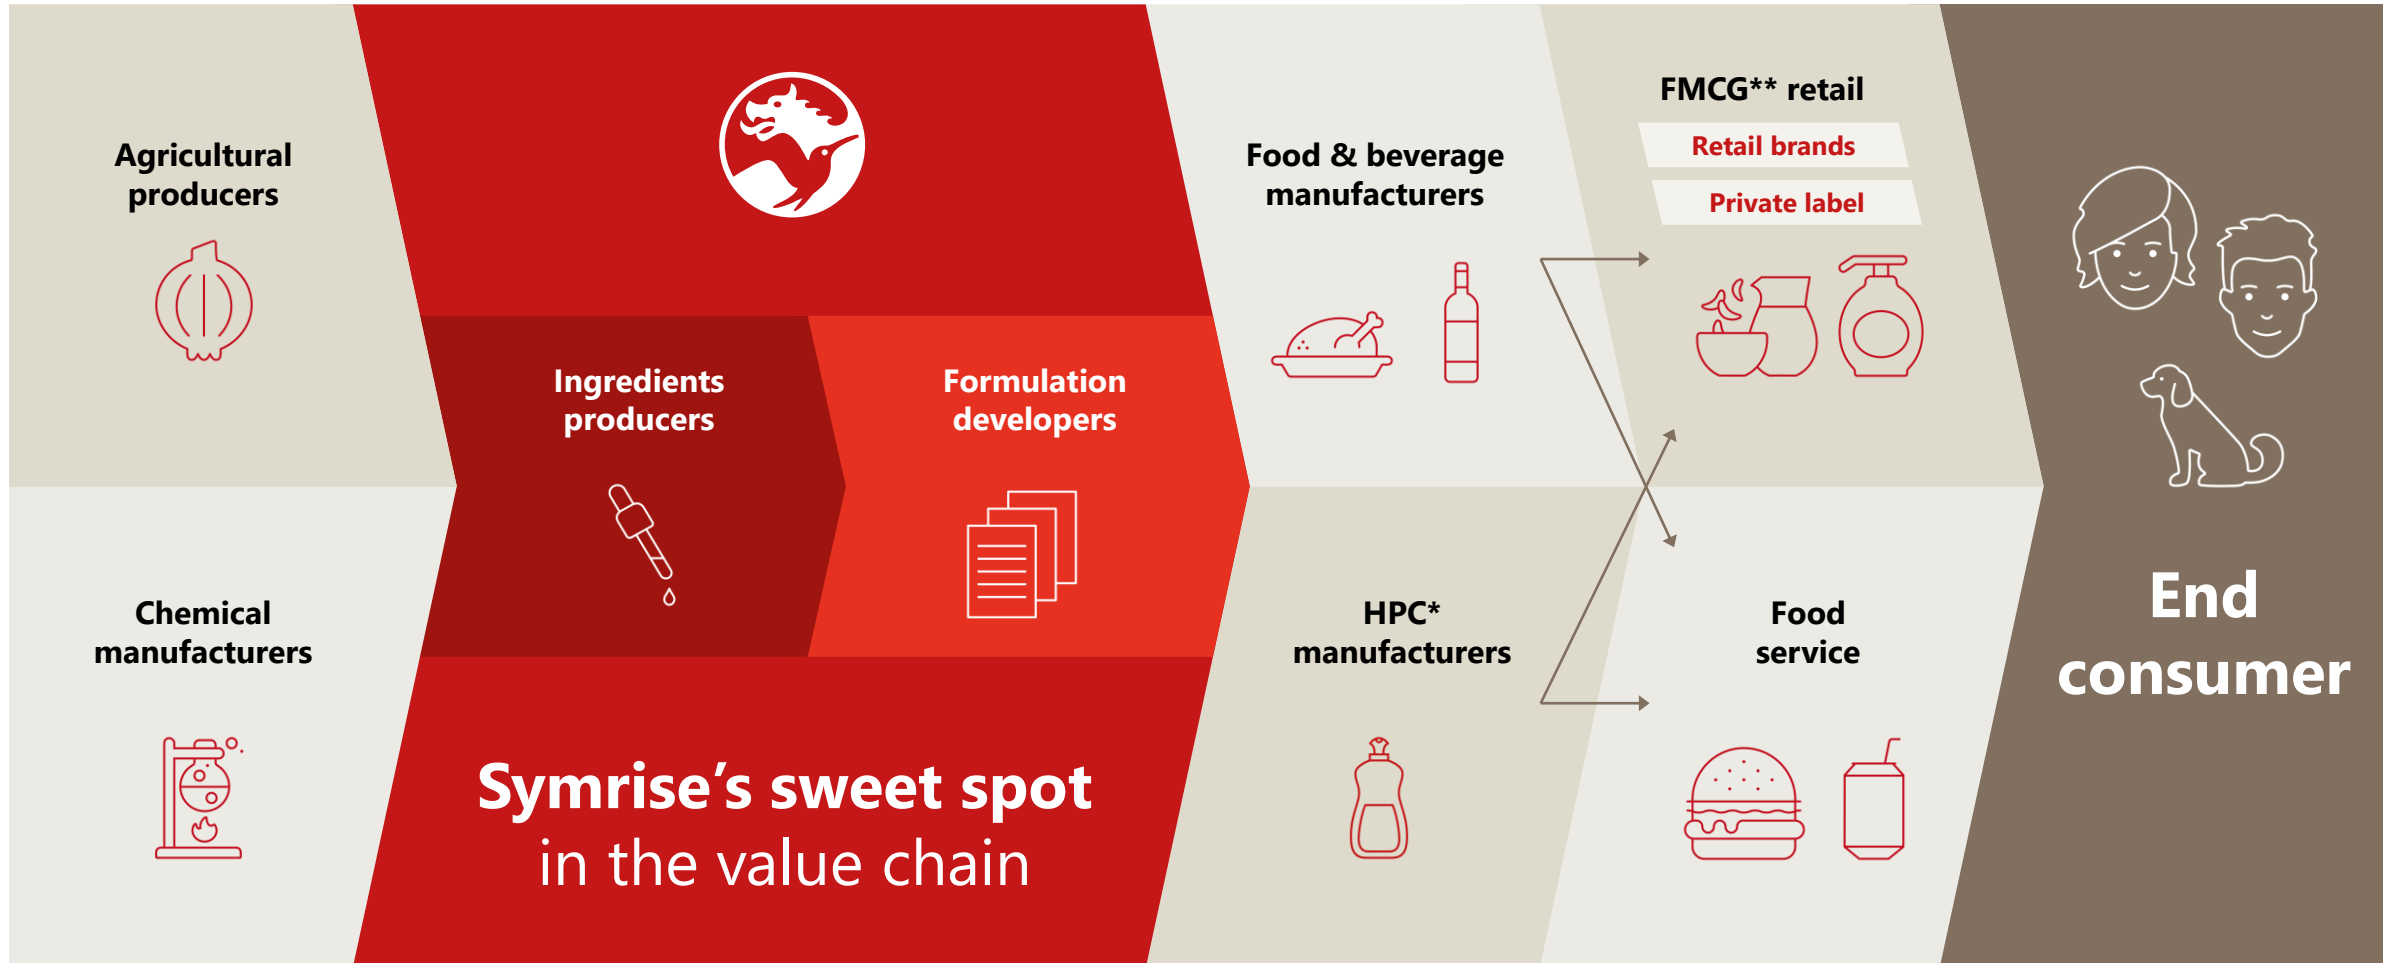 Agricultural
producers
Chemical
manufacturers
Ingredients
producers
Formulation
developers
Symrise’s sweet spot
in the value chain
Food & beverage
manufacturers
HPC*
manufacturers
FMCG** retail
Retail brands
Private label
Food
service
End
consumer